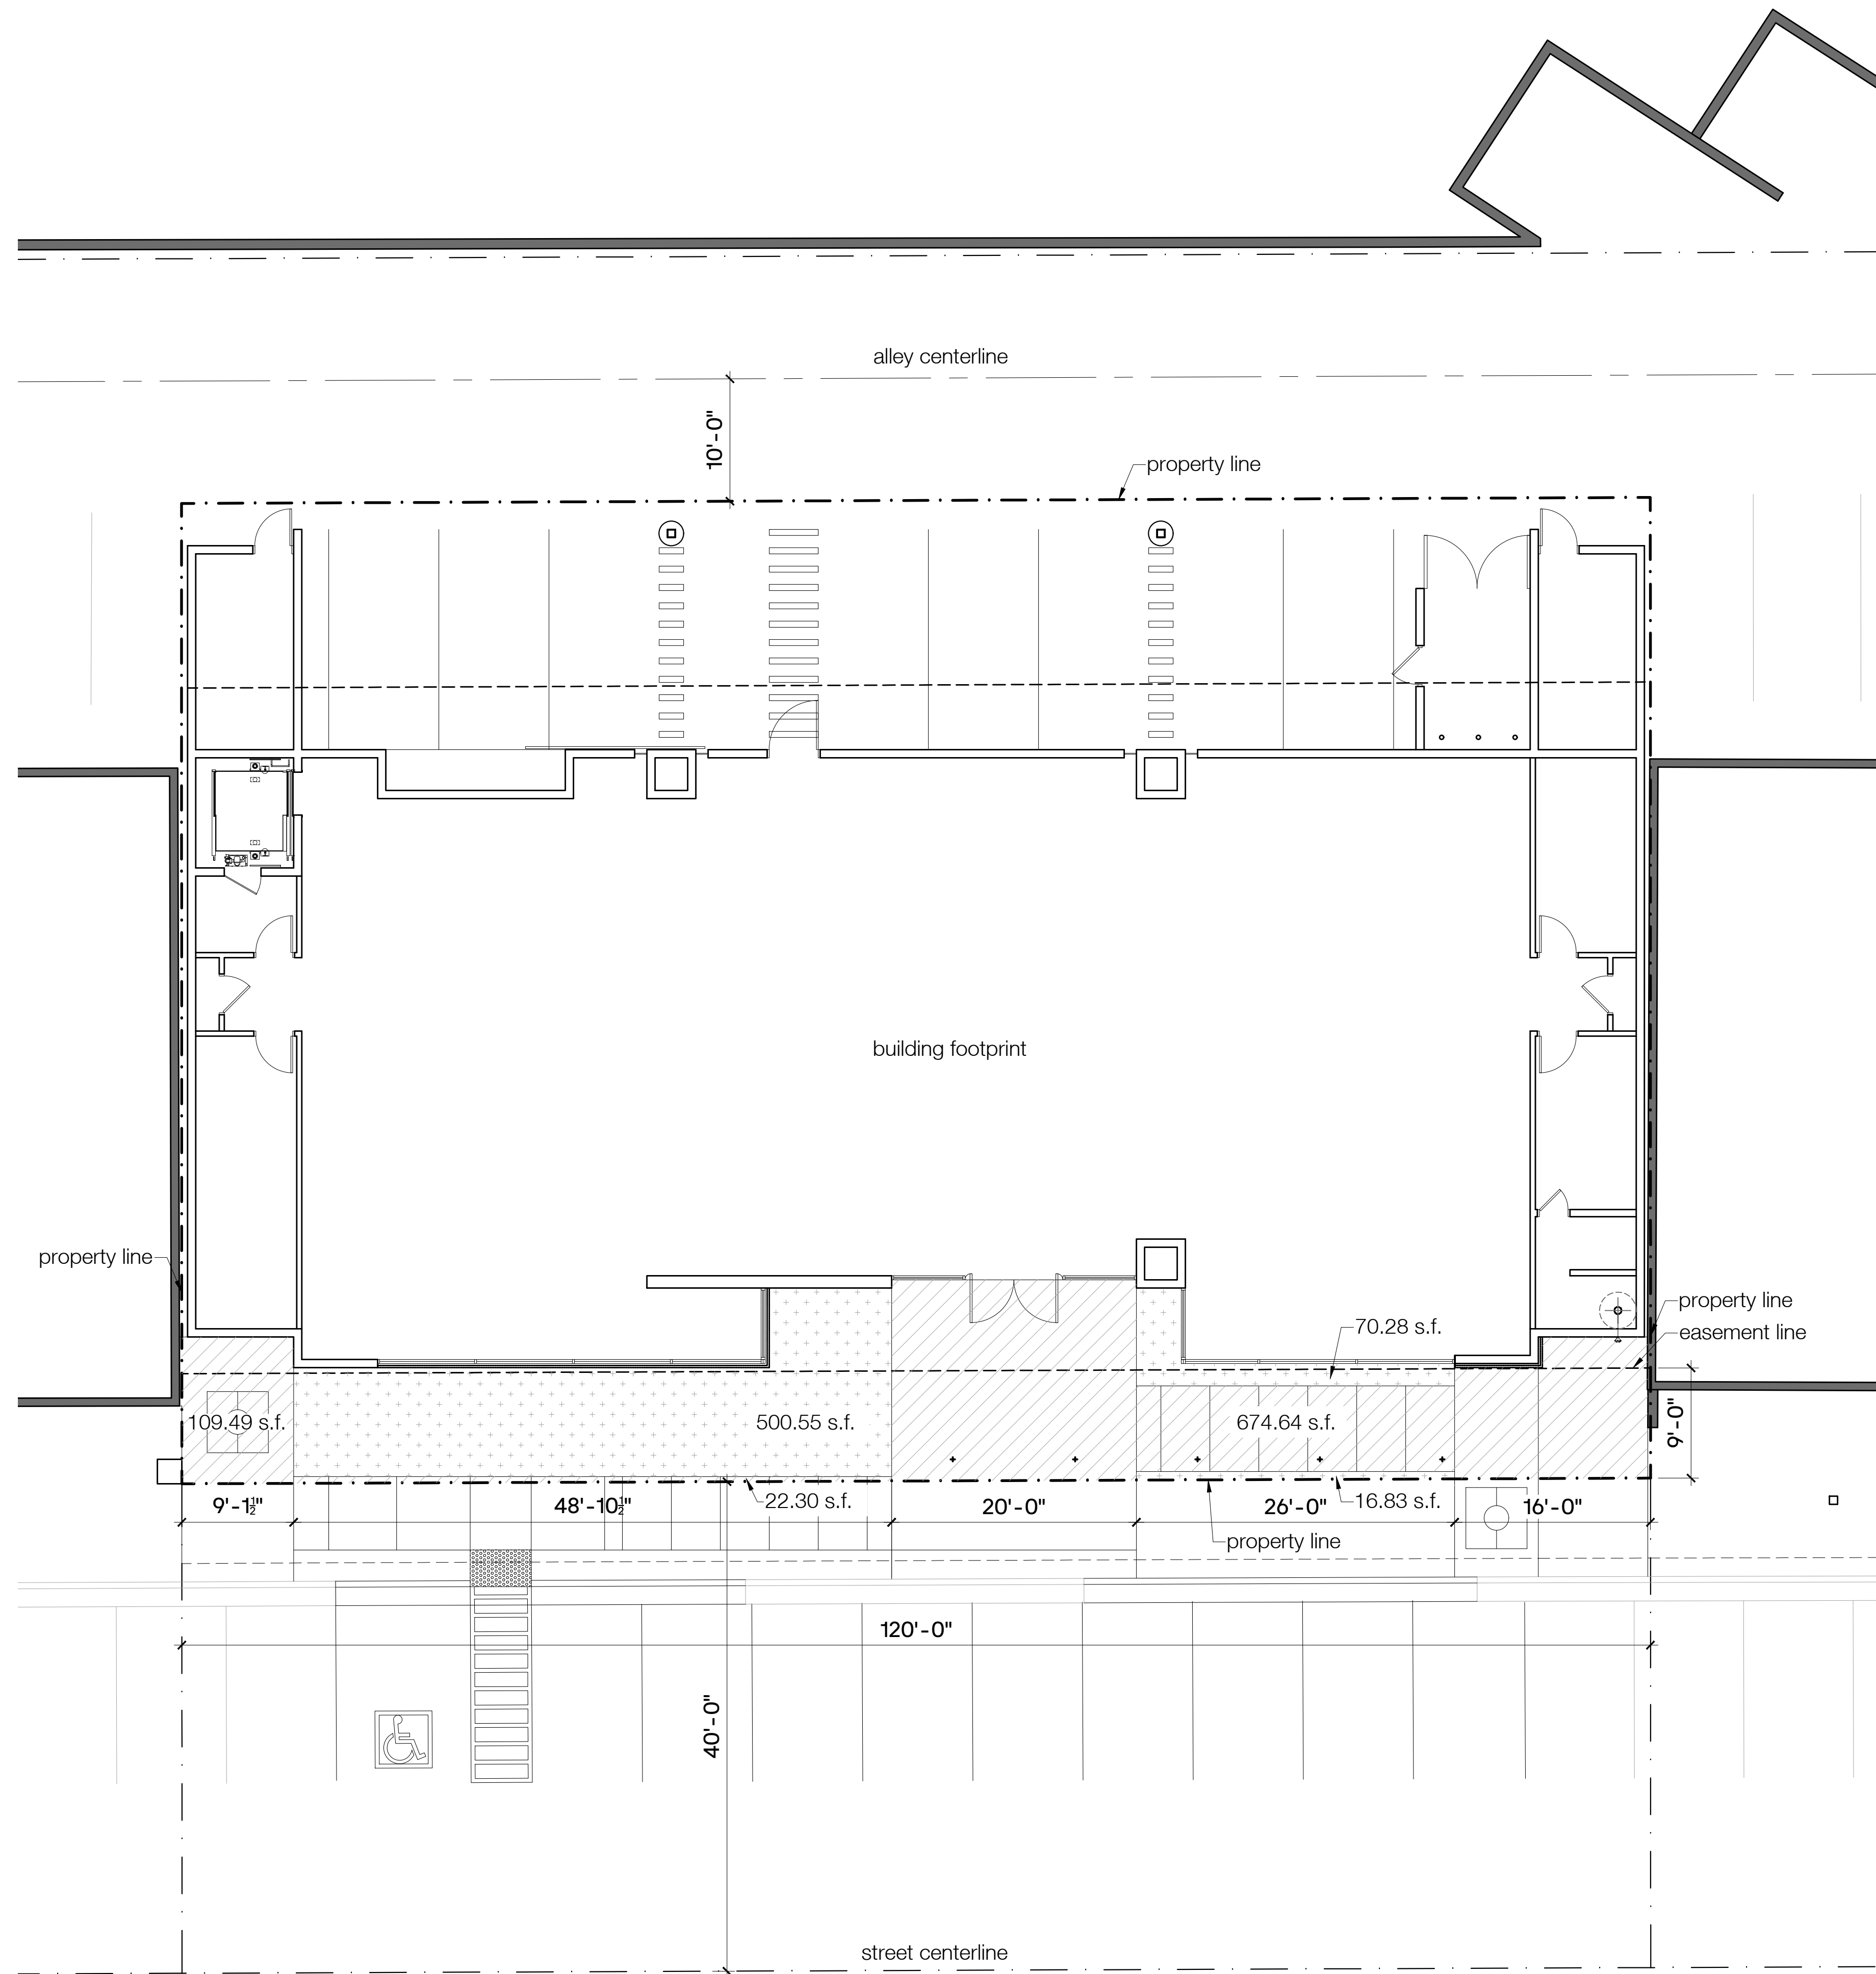 alley centerline
10'-0"
property line
building footprint
property line
property line
easement line
70.28 s.f.
109.49 s.f.
500.55 s.f.
674.64 s.f.
9'-0"
22.30 s.f.
16.83 s.f.
9'-1½"
48'-10½"
20'-0"
26'-0"
16'-0"
property line
120'-0"
40'-0"
street centerline